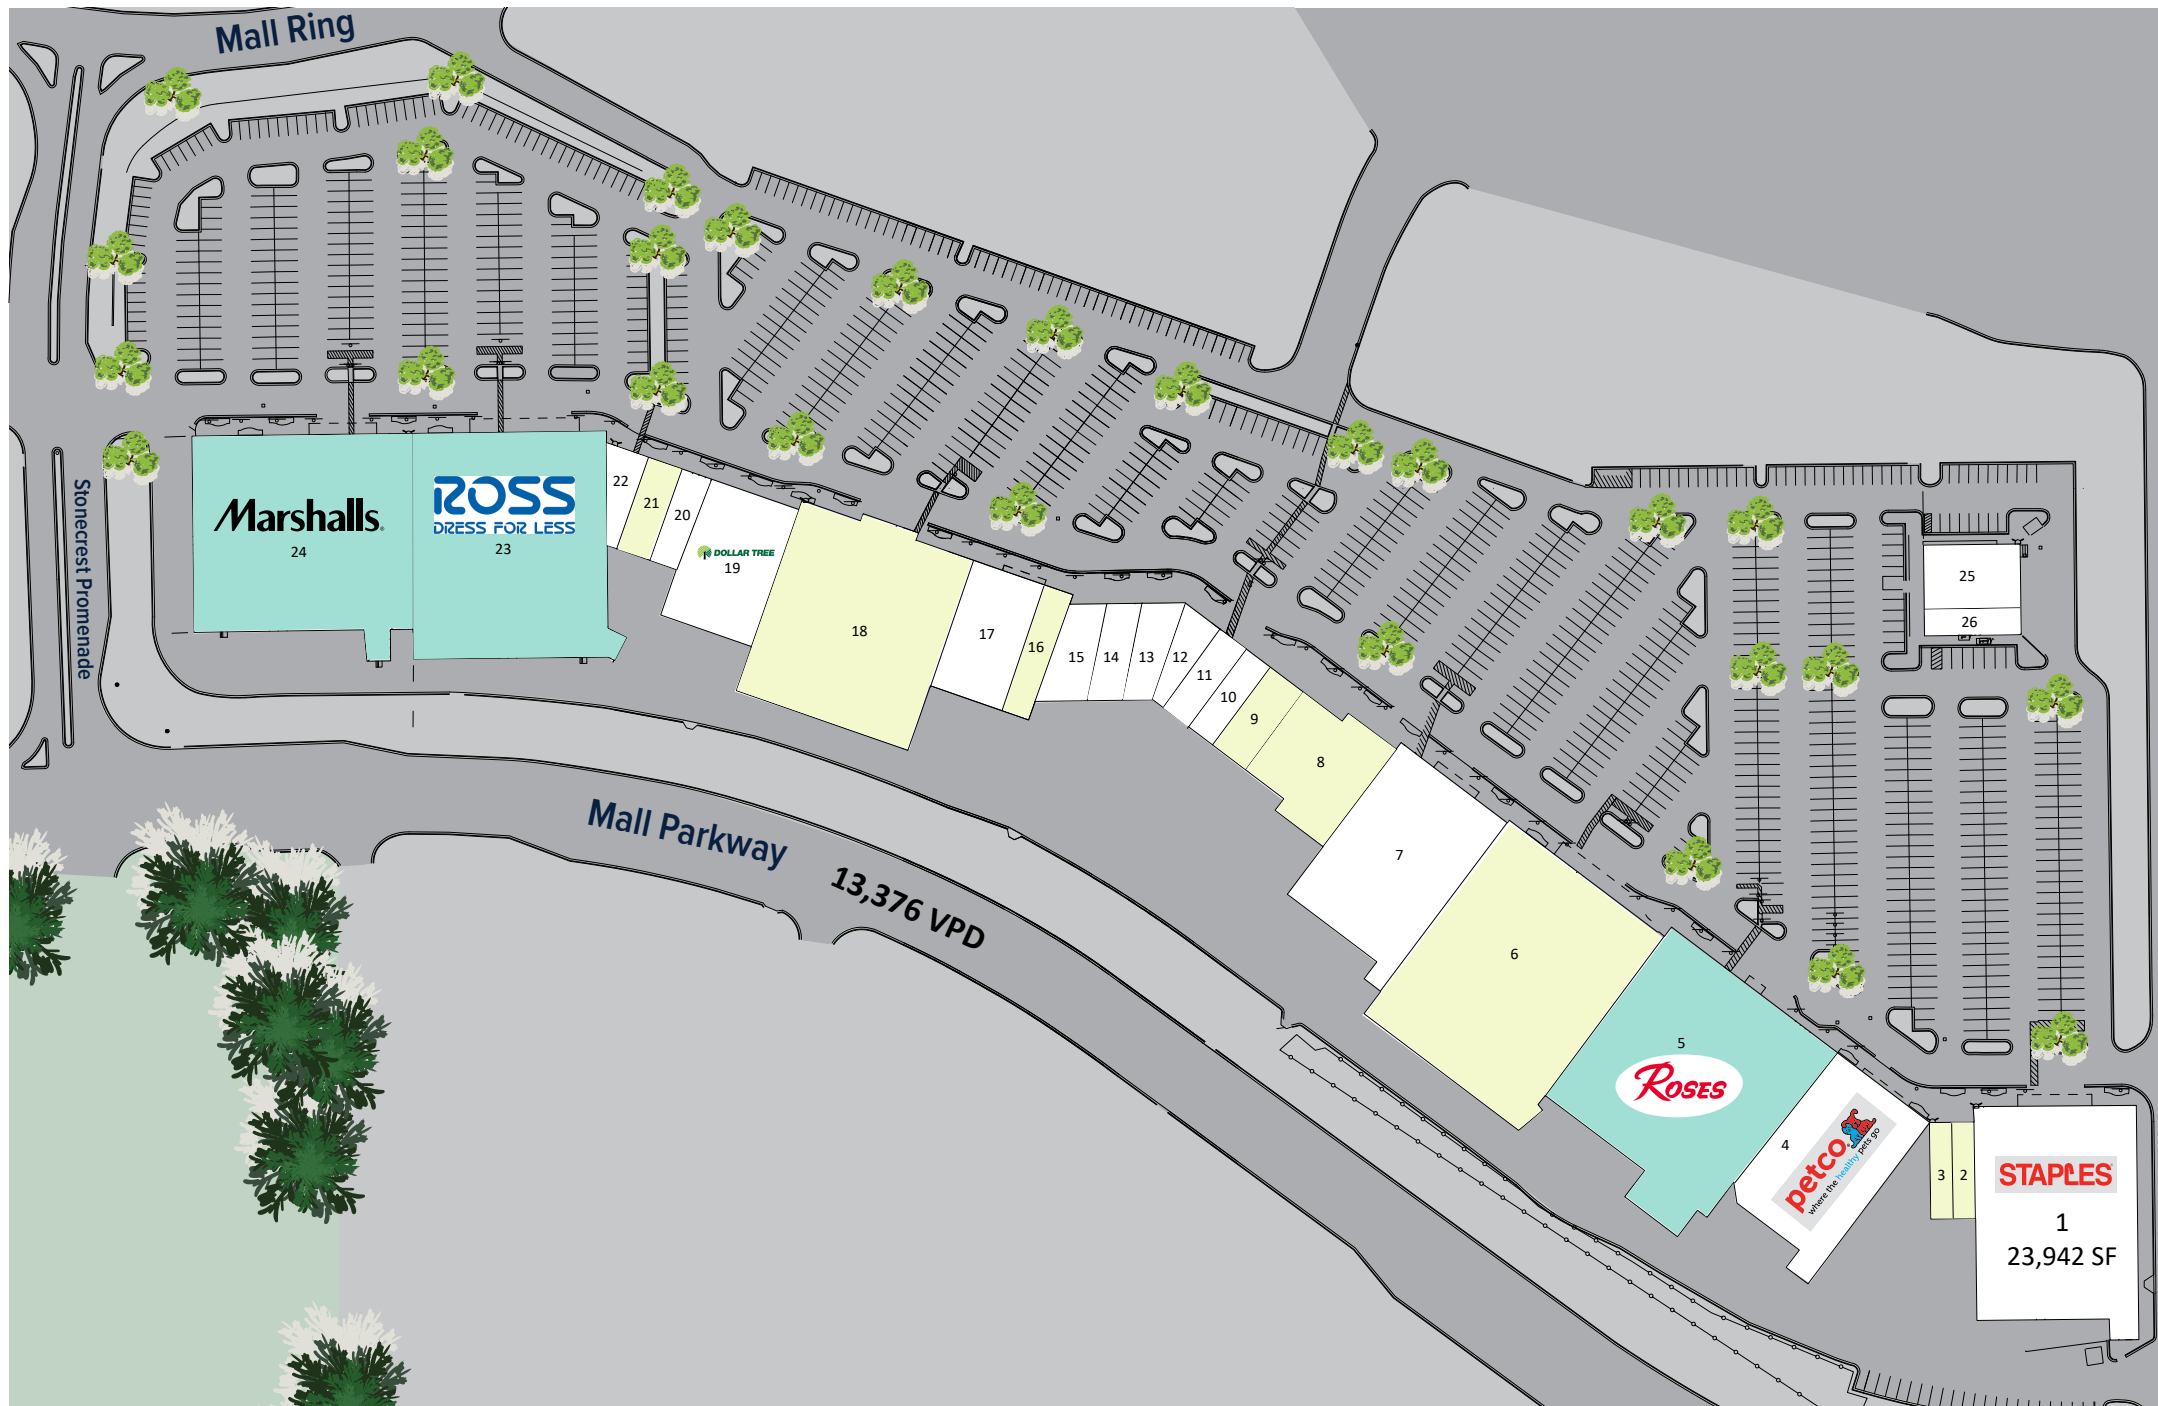 Mall Ring
Stonecrest Promenade
Marshalls.
24
ROSS
DRESS FOR LESS
23
22
21
20
DOLLAR TREE
19
18
17
16
15
14
13
12
11
10
9
8
7
6
5
ROSES
4
petco
where the healthy pets go
3
2
STAPLES
1
23,942 SF
25
26
Mall Parkway
13,376 VPD